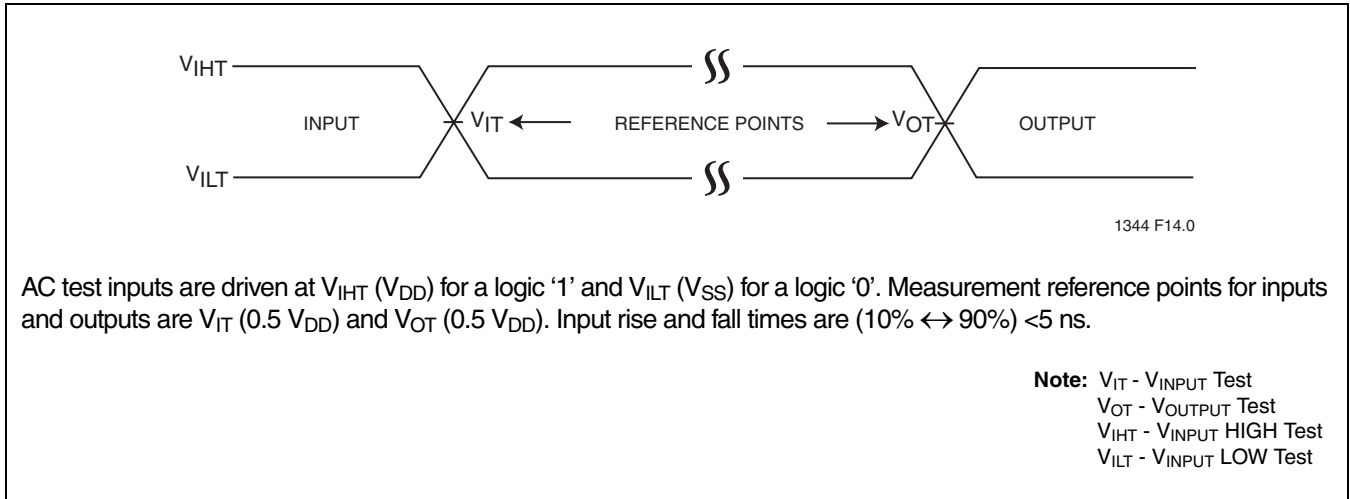 VIHT
INPUT VIT REFERENCE POINTS VOT OUTPUT
VILT
1344 F14.0
AC test inputs are driven at VIHT (VDD) for a logic ‘1’ and VILT (VSS) for a logic ‘0’. Measurement reference points for inputs
and outputs are VIT (0.5 VDD) and VOT (0.5 VDD). Input rise and fall times are (10% ↔ 90%) <5 ns.
Note: VIT - VINPUT Test
VOT - VOUTPUT Test
VIHT - VINPUT HIGH Test
VILT - VINPUT LOW Test